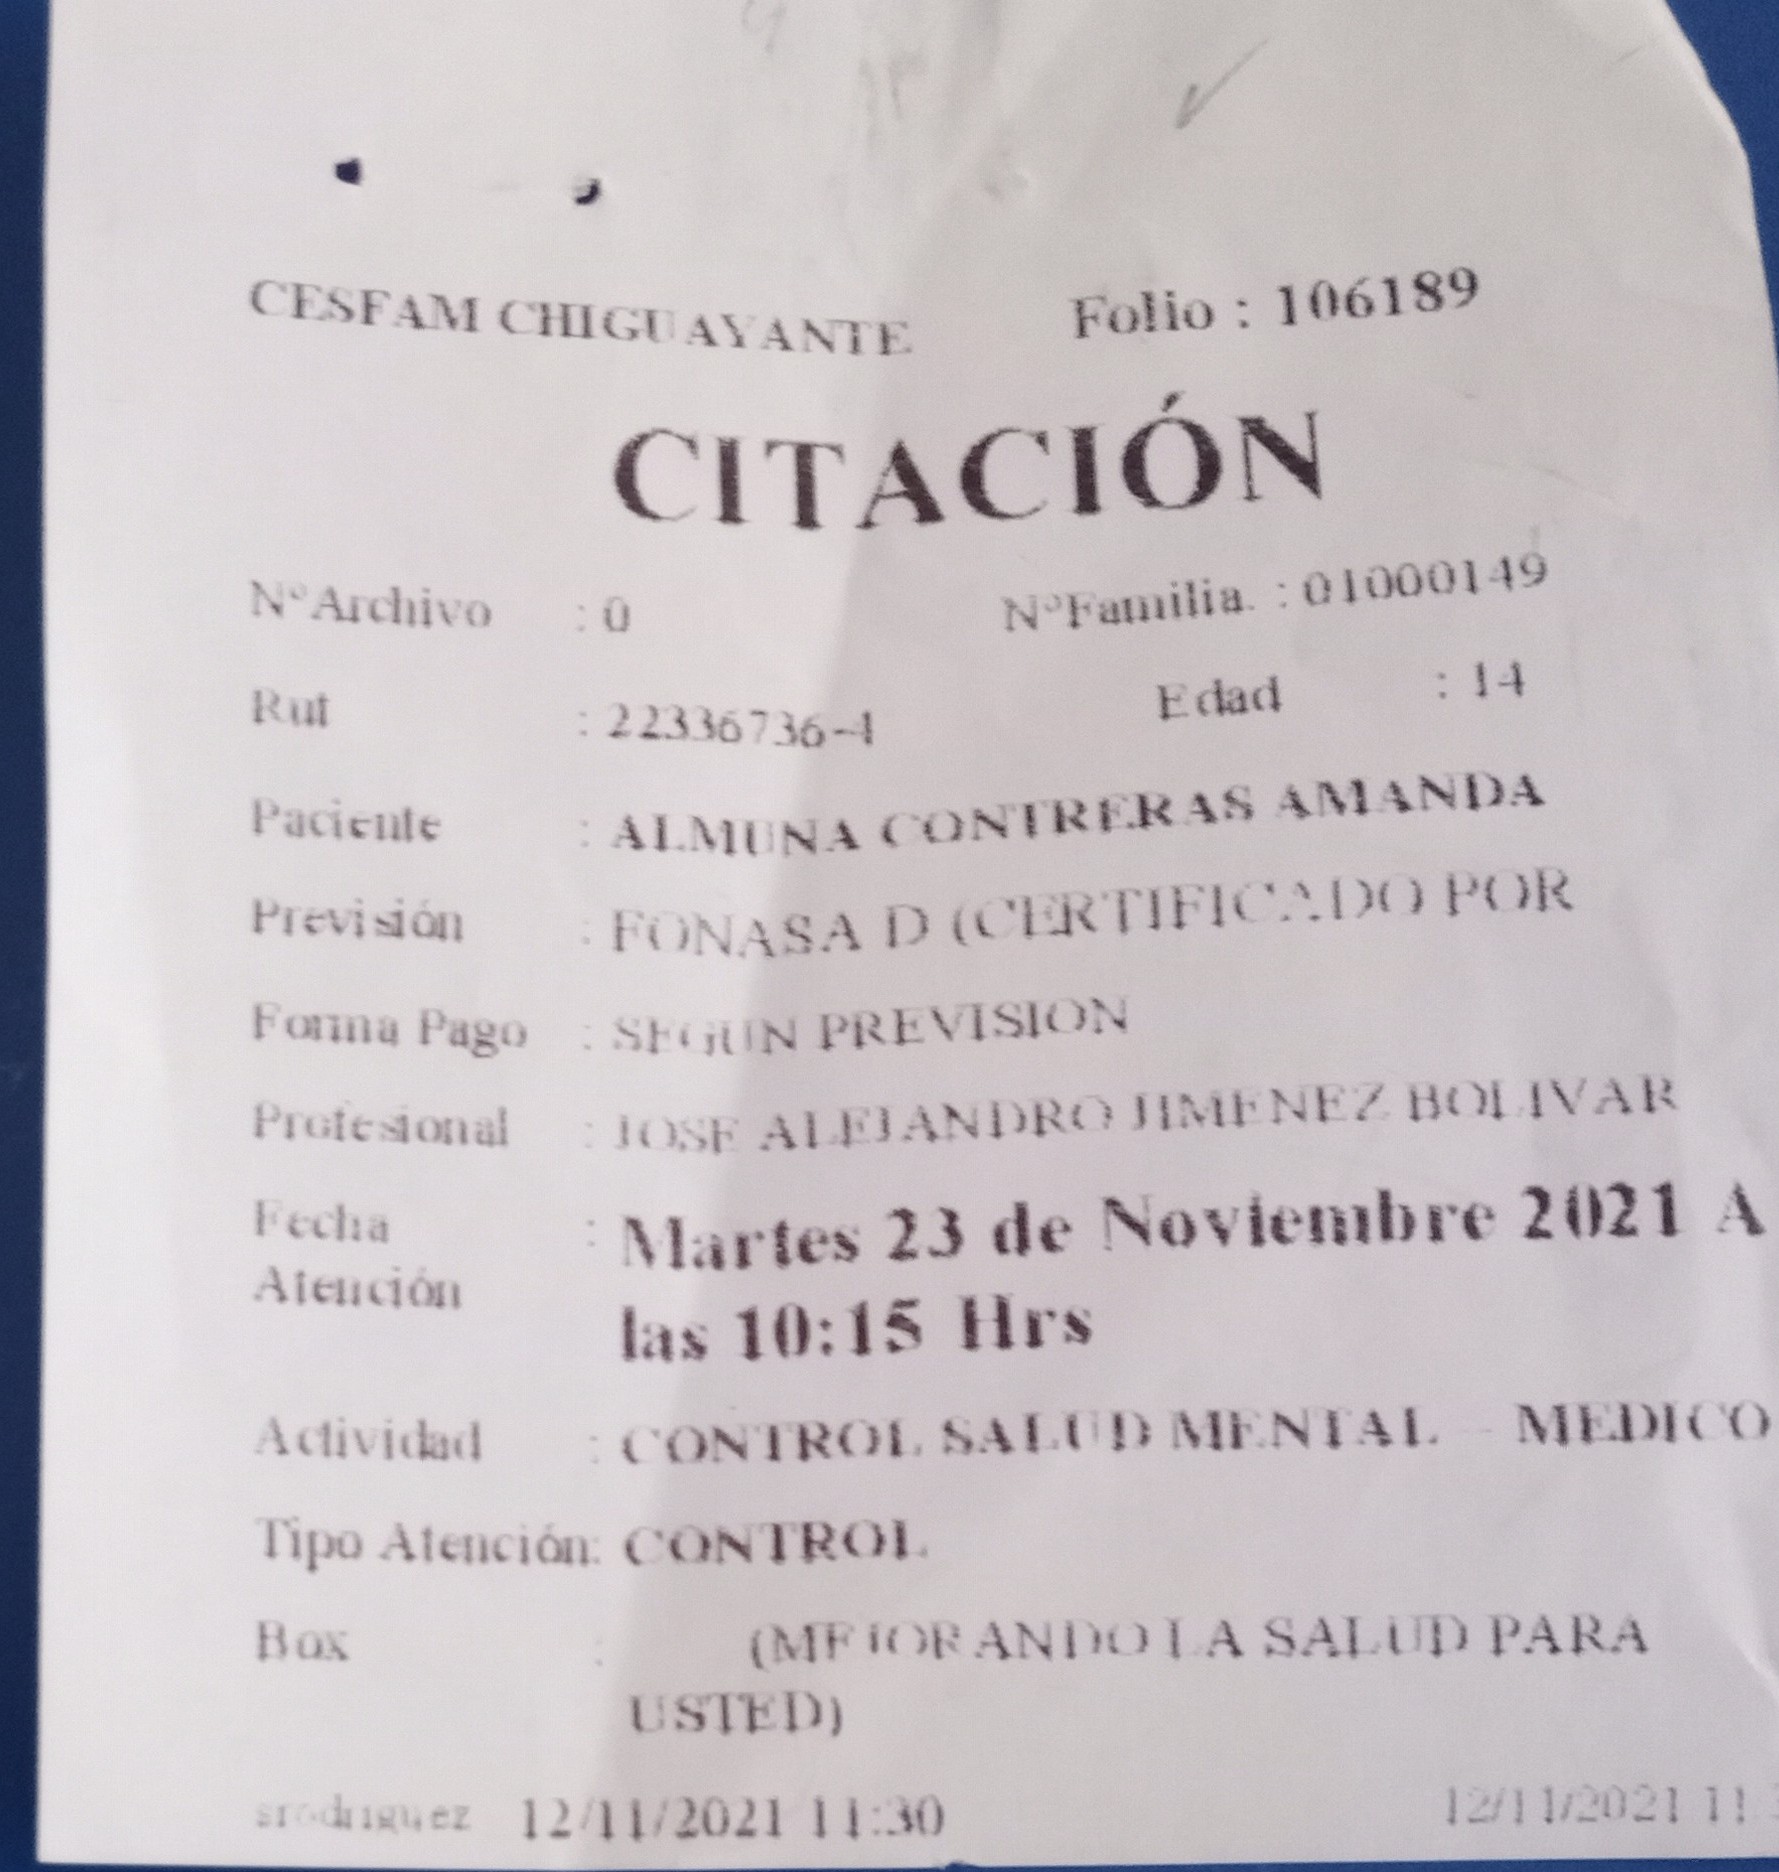 CESFAM CHIGUAYANTE Folio : 106189
CITACIÓN
N°Archivo : 0 N°Familia. : 01000149
Rut : 22336736-4 Edad : 14
Paciente : ALMUNA CONTRERAS AMANDA
Previsión : FONASA D (CERTIFICADO POR
Forma Pago : SEGUN PREVISION
Profesional : JOSE ALEJANDRO JIMENEZ BOLIVAR
Fecha Atención : Martes 23 de Noviembre 2021 A
las 10:15 Hrs
Actividad : CONTROL SALUD MENTAL - MEDICO
Tipo Atención: CONTROL
Box : (MEJORANDO LA SALUD PARA
USTED)
srodriguez 12/11/2021 11:30 12/11/2021 11: